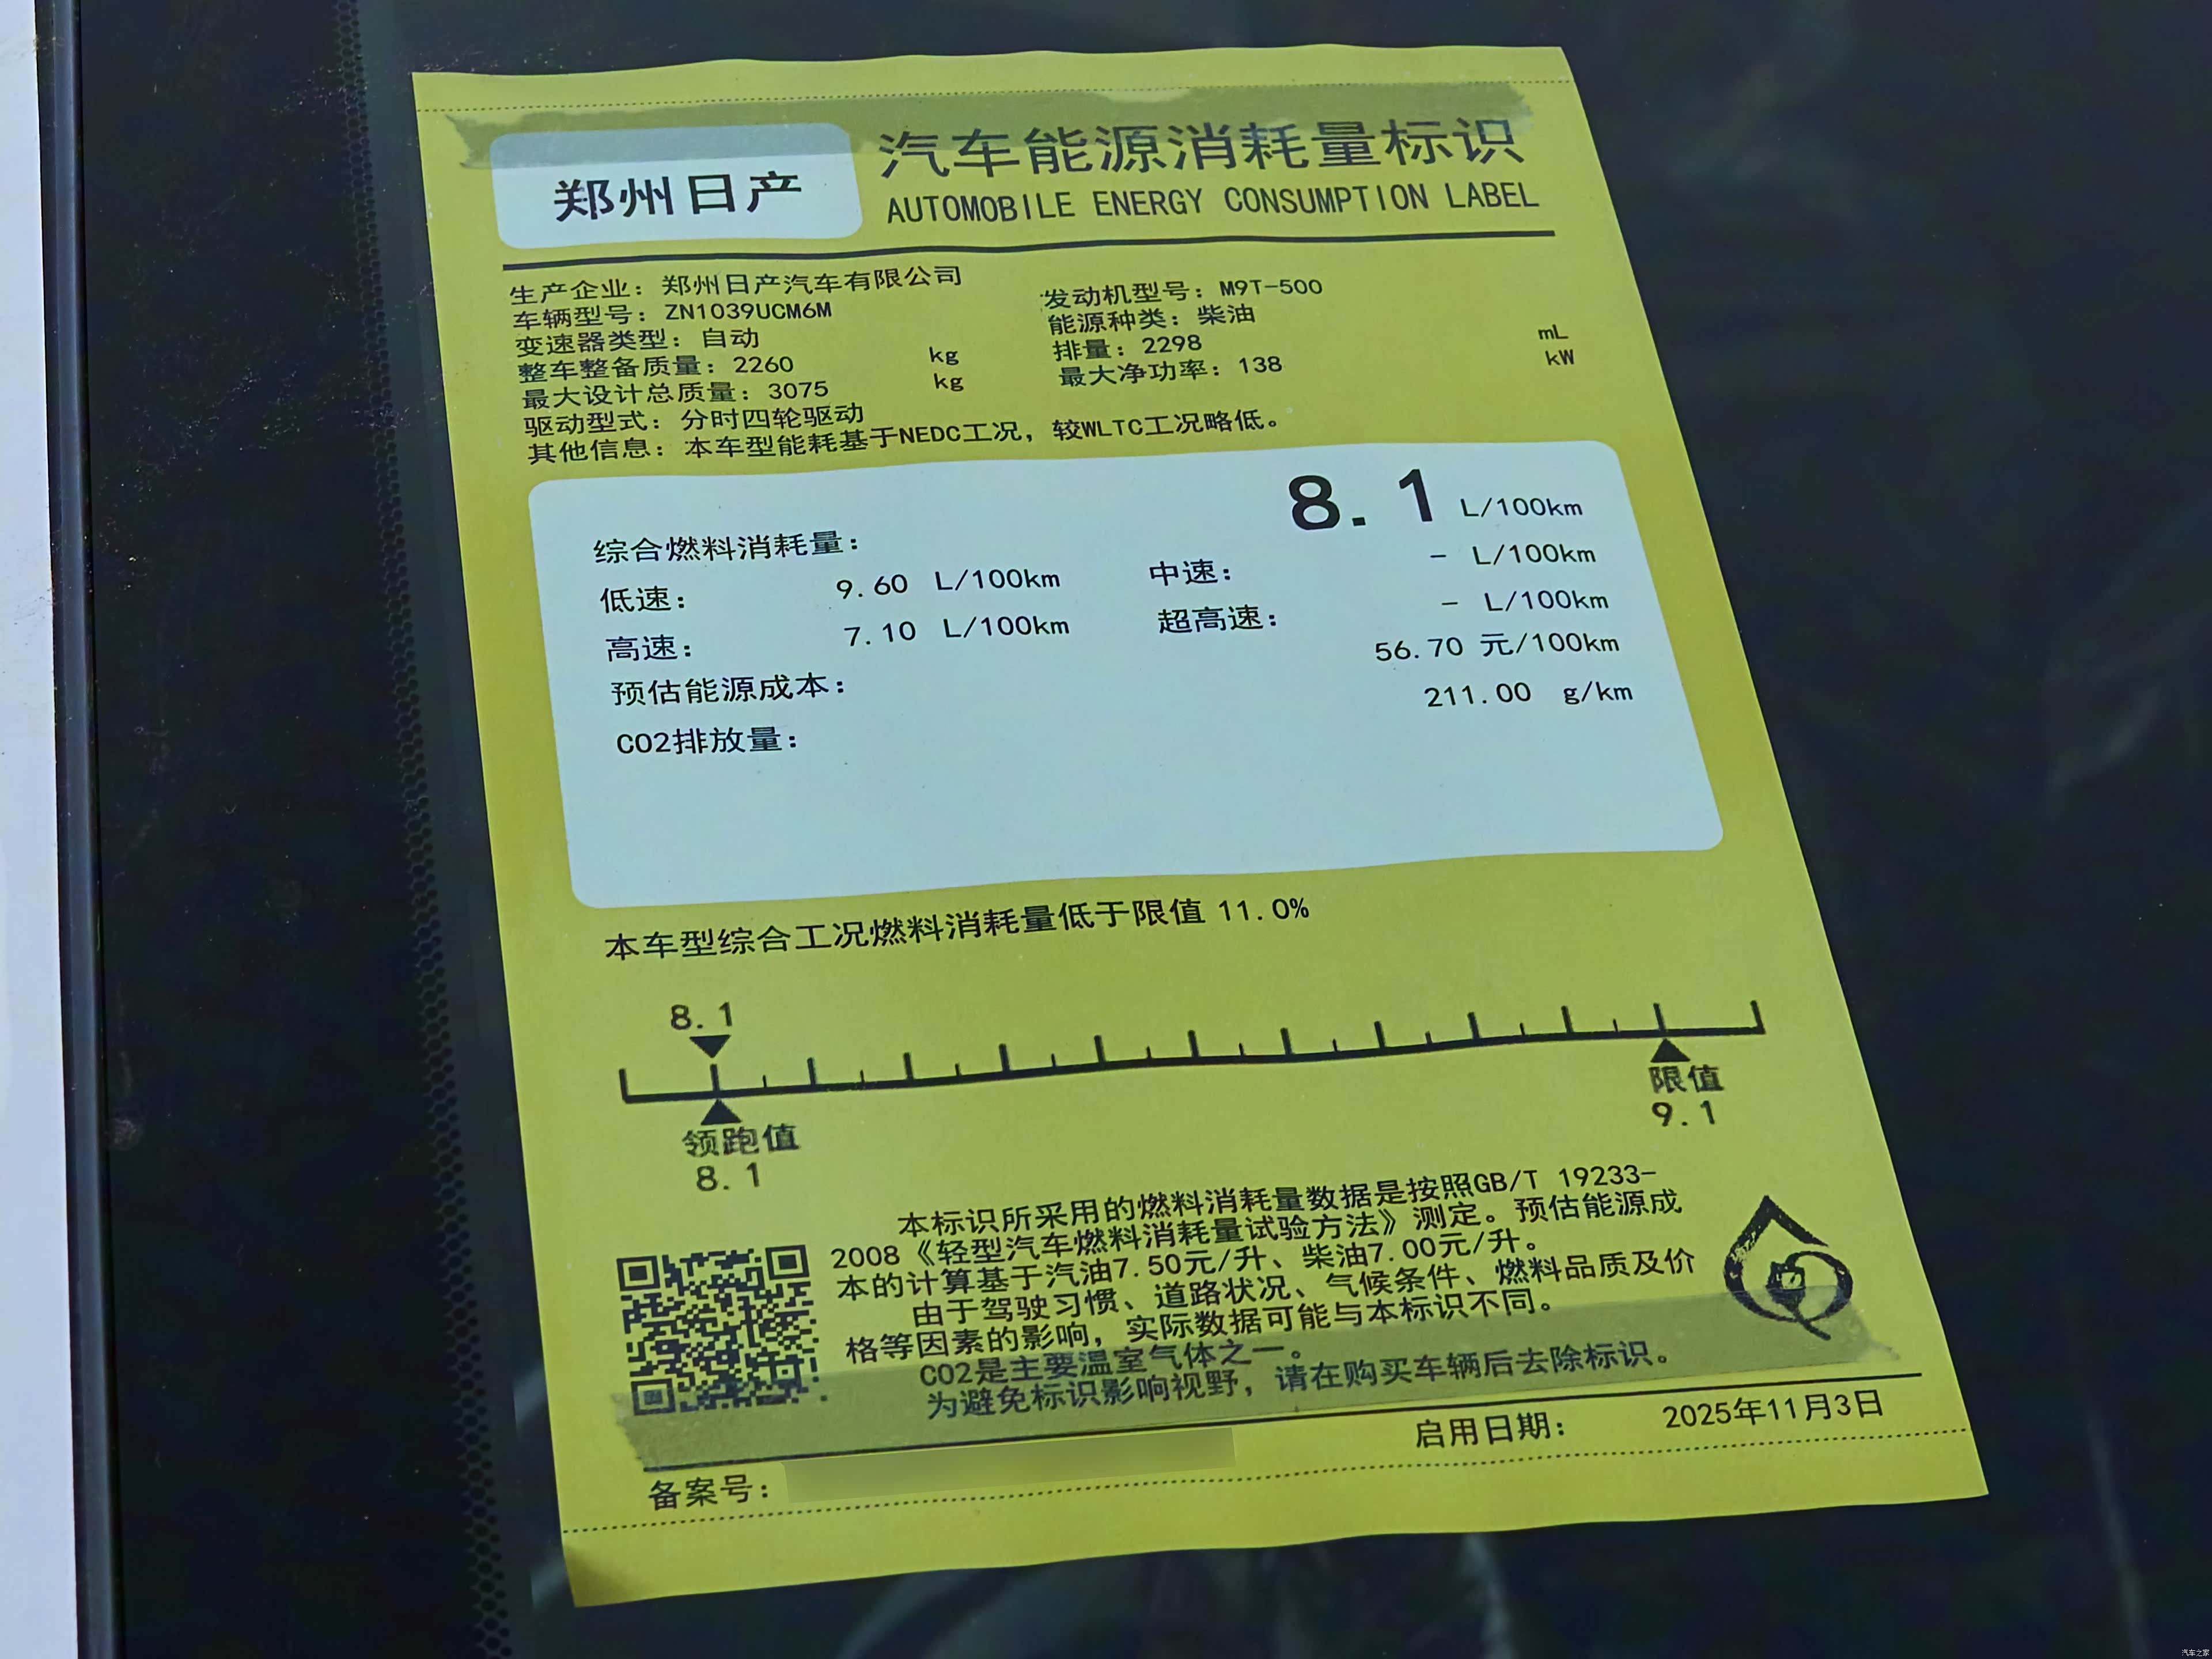 郑州日产
汽车能源消耗量标识
AUTOMOBILE ENERGY CONSUMPTION LABEL
生产企业：郑州日产汽车有限公司
车辆型号：ZN1039UCM6M
变速器类型：自动
整车整备质量：2260 kg
最大设计总质量：3075 kg
驱动型式：分时四轮驱动
其他信息：本车型能耗基于NEDC工况，较WLTC工况略低。
发动机型号：M9T-500
能源种类：柴油
排量：2298 mL
最大净功率：138 kW
综合燃料消耗量： 8.1 L/100km
低速： 9.60 L/100km 中速： - L/100km
高速： 7.10 L/100km 超高速： - L/100km
预估能源成本： 56.70 元/100km
CO2排放量： 211.00 g/km
本车型综合工况燃料消耗量低于限值 11.0%
8.1
领跑值
8.1
限值
9.1
本标识所采用的燃料消耗量数据是按照GB/T 19233-
2008《轻型汽车燃料消耗量试验方法》测定。预估能源成
本的计算基于汽油7.50元/升、柴油7.00元/升。
由于驾驶习惯、道路状况、气候条件、燃料品质及价
格等因素的影响，实际数据可能与本标识不同。
CO2是主要温室气体之一。
为避免标识影响视野，请在购买车辆后去除标识。
备案号：
启用日期： 2025年11月3日
汽车之家